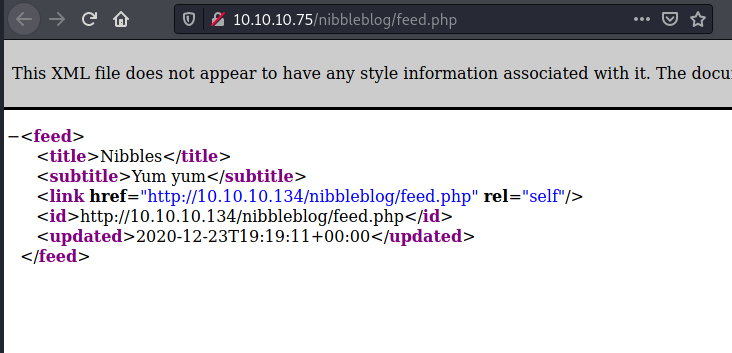 10.10.10.75/nibbleblog/feed.php
This XML file does not appear to have any style information associated with it. The docu
−<feed>
<title>Nibbles</title>
<subtitle>Yum yum</subtitle>
<link href="http://10.10.10.134/nibbleblog/feed.php" rel="self"/>
<id>http://10.10.10.134/nibbleblog/feed.php</id>
<updated>2020-12-23T19:19:11+00:00</updated>
</feed>